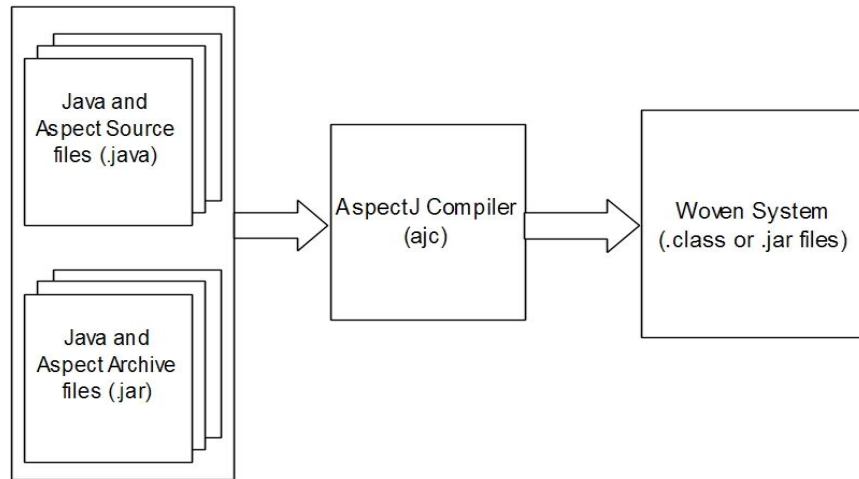 Java and
Aspect Source
files (.java)
Java and
Aspect Archive
files (.jar)
AspectJ Compiler
(ajc)
Woven System
(.class or .jar files)